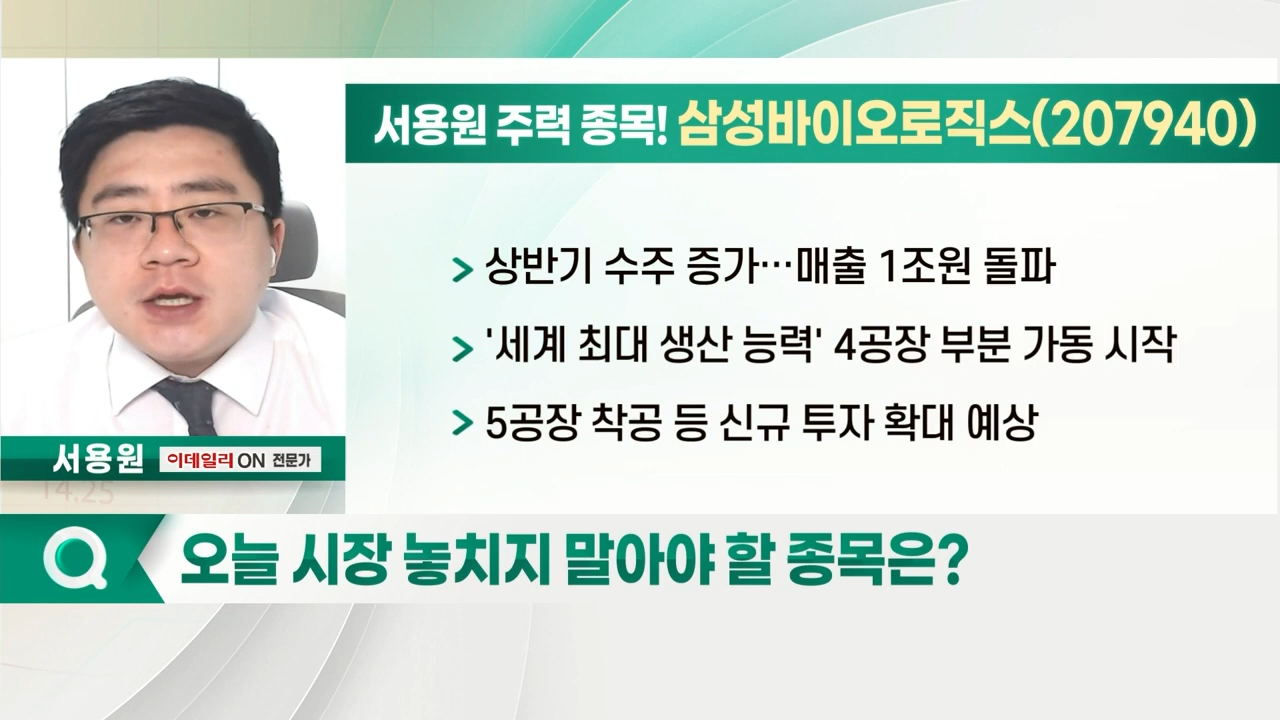 서용원 주력 종목! 삼성바이오로직스(207940)
> 상반기 수주 증가…매출 1조원 돌파
> '세계 최대 생산 능력' 4공장 부분 가동 시작
> 5공장 착공 등 신규 투자 확대 예상
서용원 이데일리 ON 전문가
14.25
Q 오늘 시장 놓치지 말아야 할 종목은?